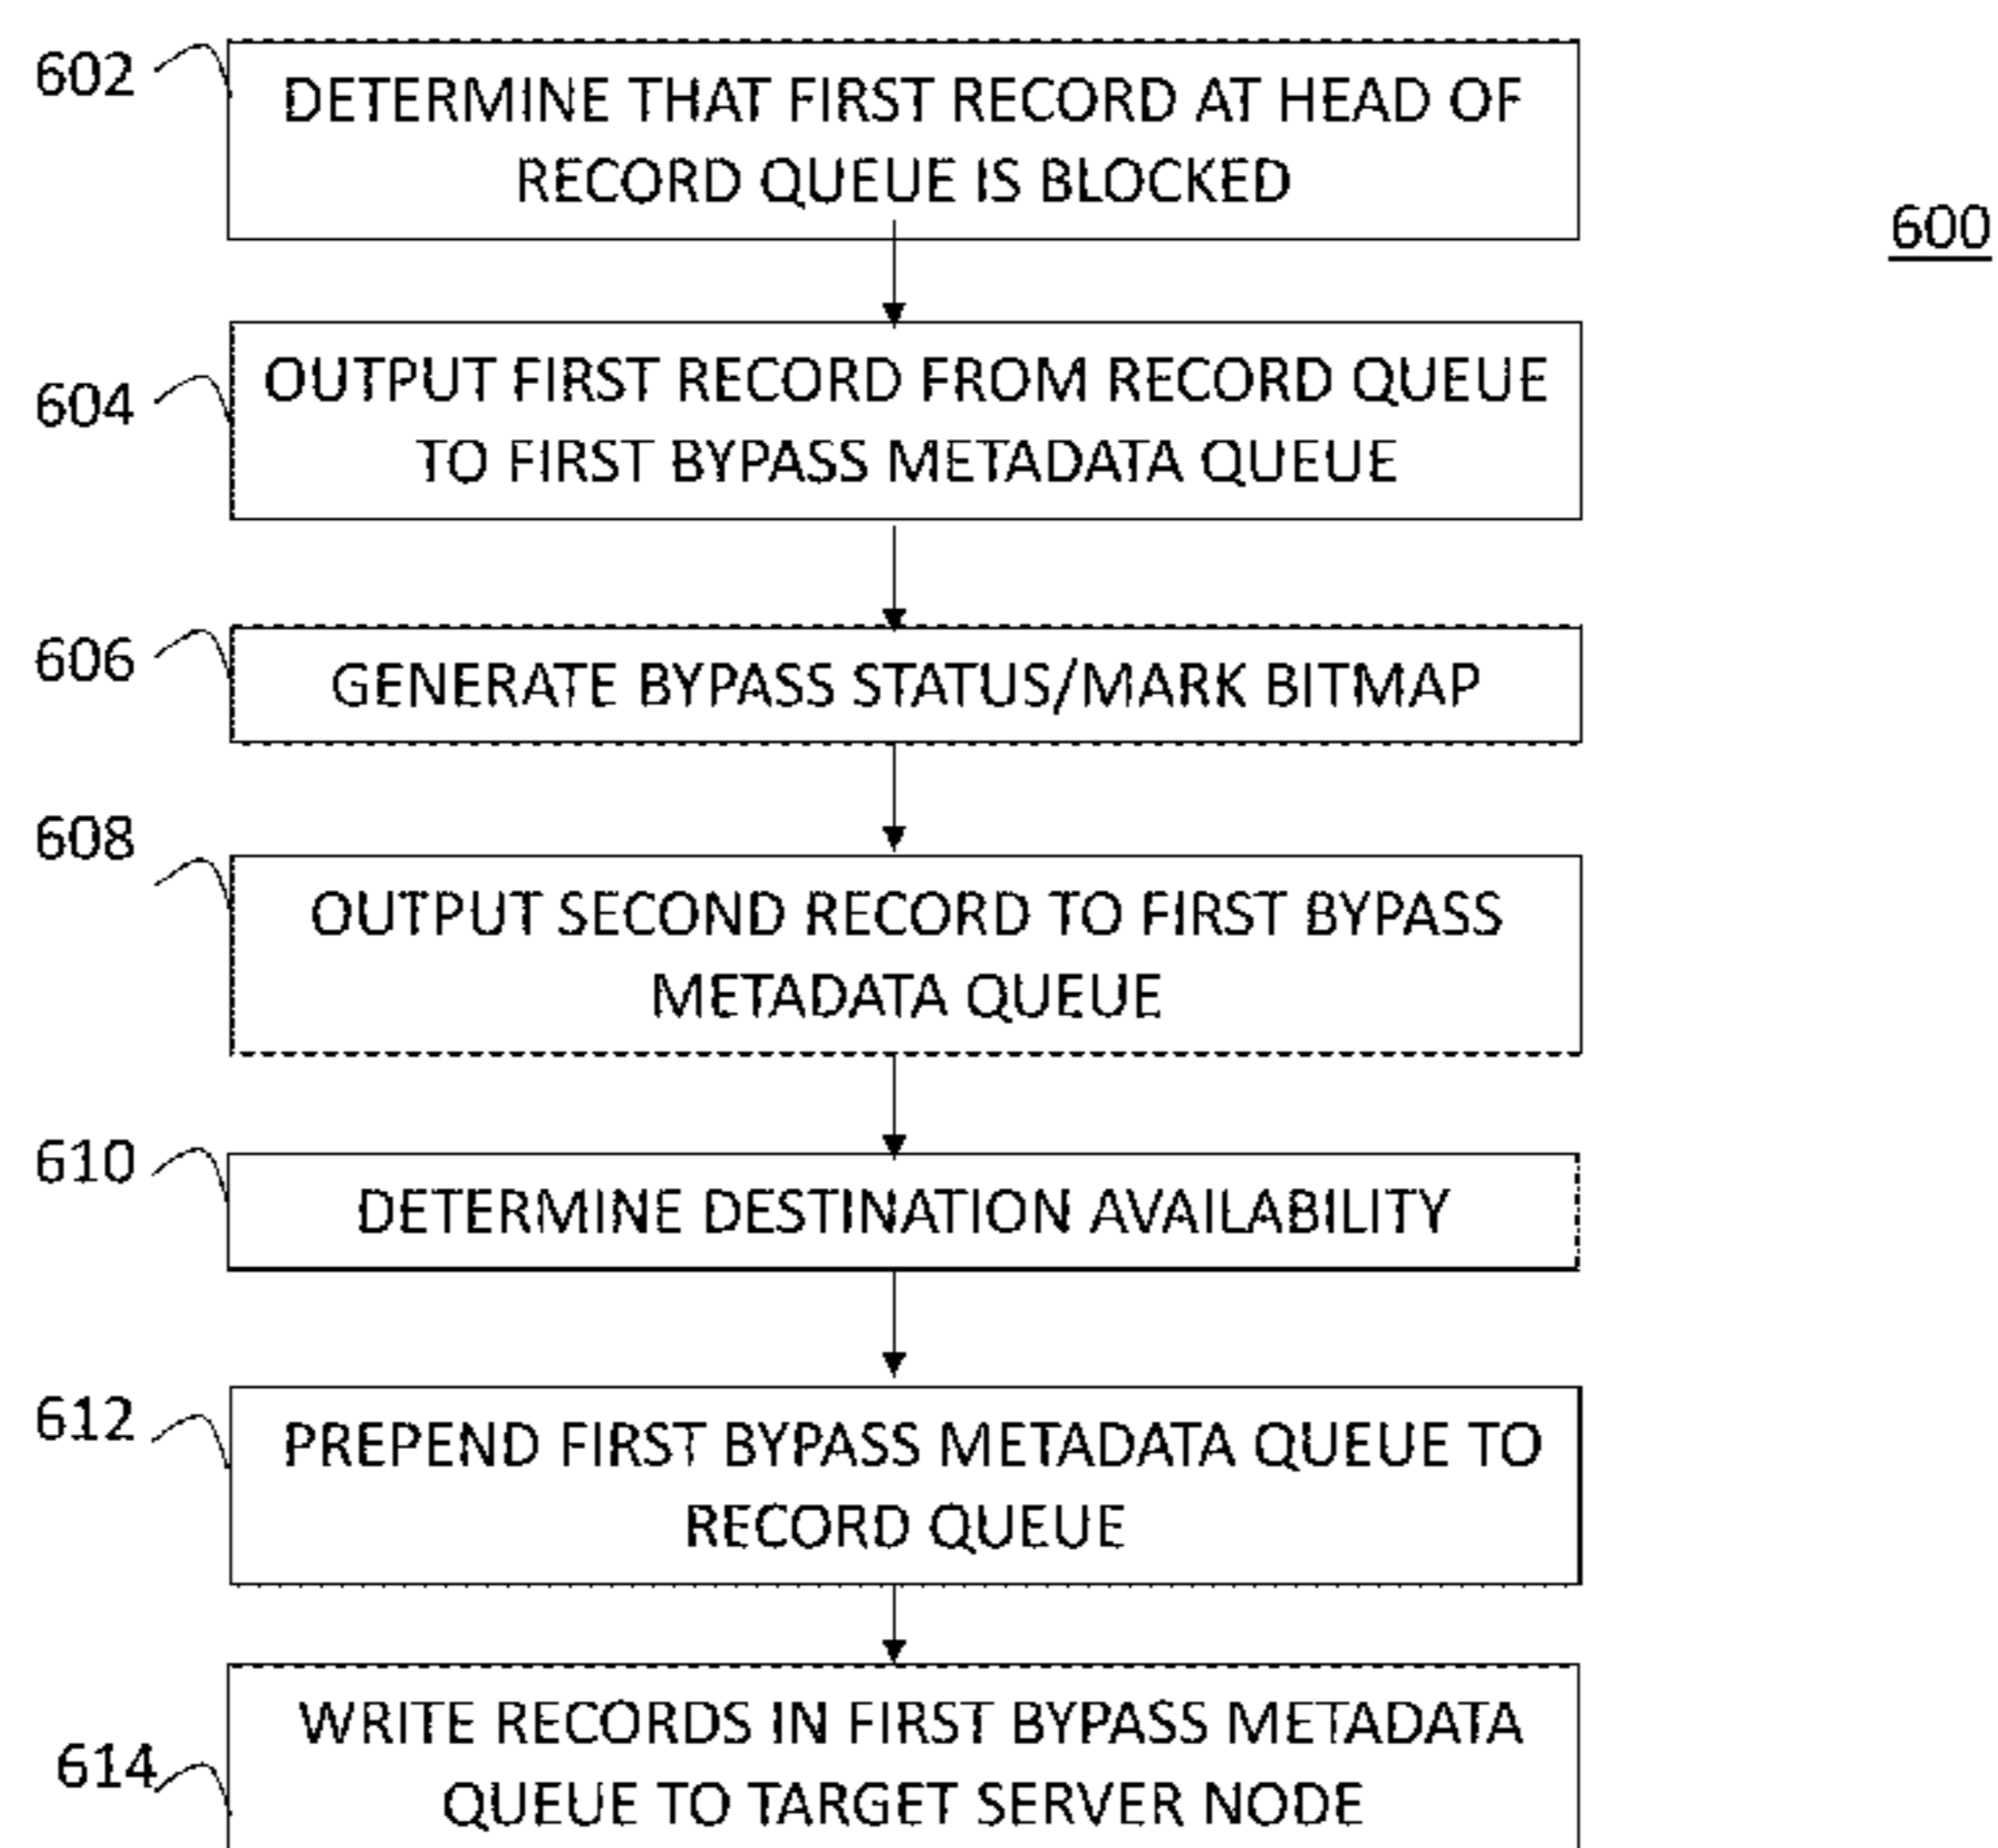 602
DETERMINE THAT FIRST RECORD AT HEAD OF
RECORD QUEUE IS BLOCKED
600
604
OUTPUT FIRST RECORD FROM RECORD QUEUE
TO FIRST BYPASS METADATA QUEUE
606
GENERATE BYPASS STATUS/MARK BITMAP
608
OUTPUT SECOND RECORD TO FIRST BYPASS
METADATA QUEUE
610
DETERMINE DESTINATION AVAILABILITY
612
PREPEND FIRST BYPASS METADATA QUEUE TO
RECORD QUEUE
614
WRITE RECORDS IN FIRST BYPASS METADATA
QUEUE TO TARGET SERVER NODE